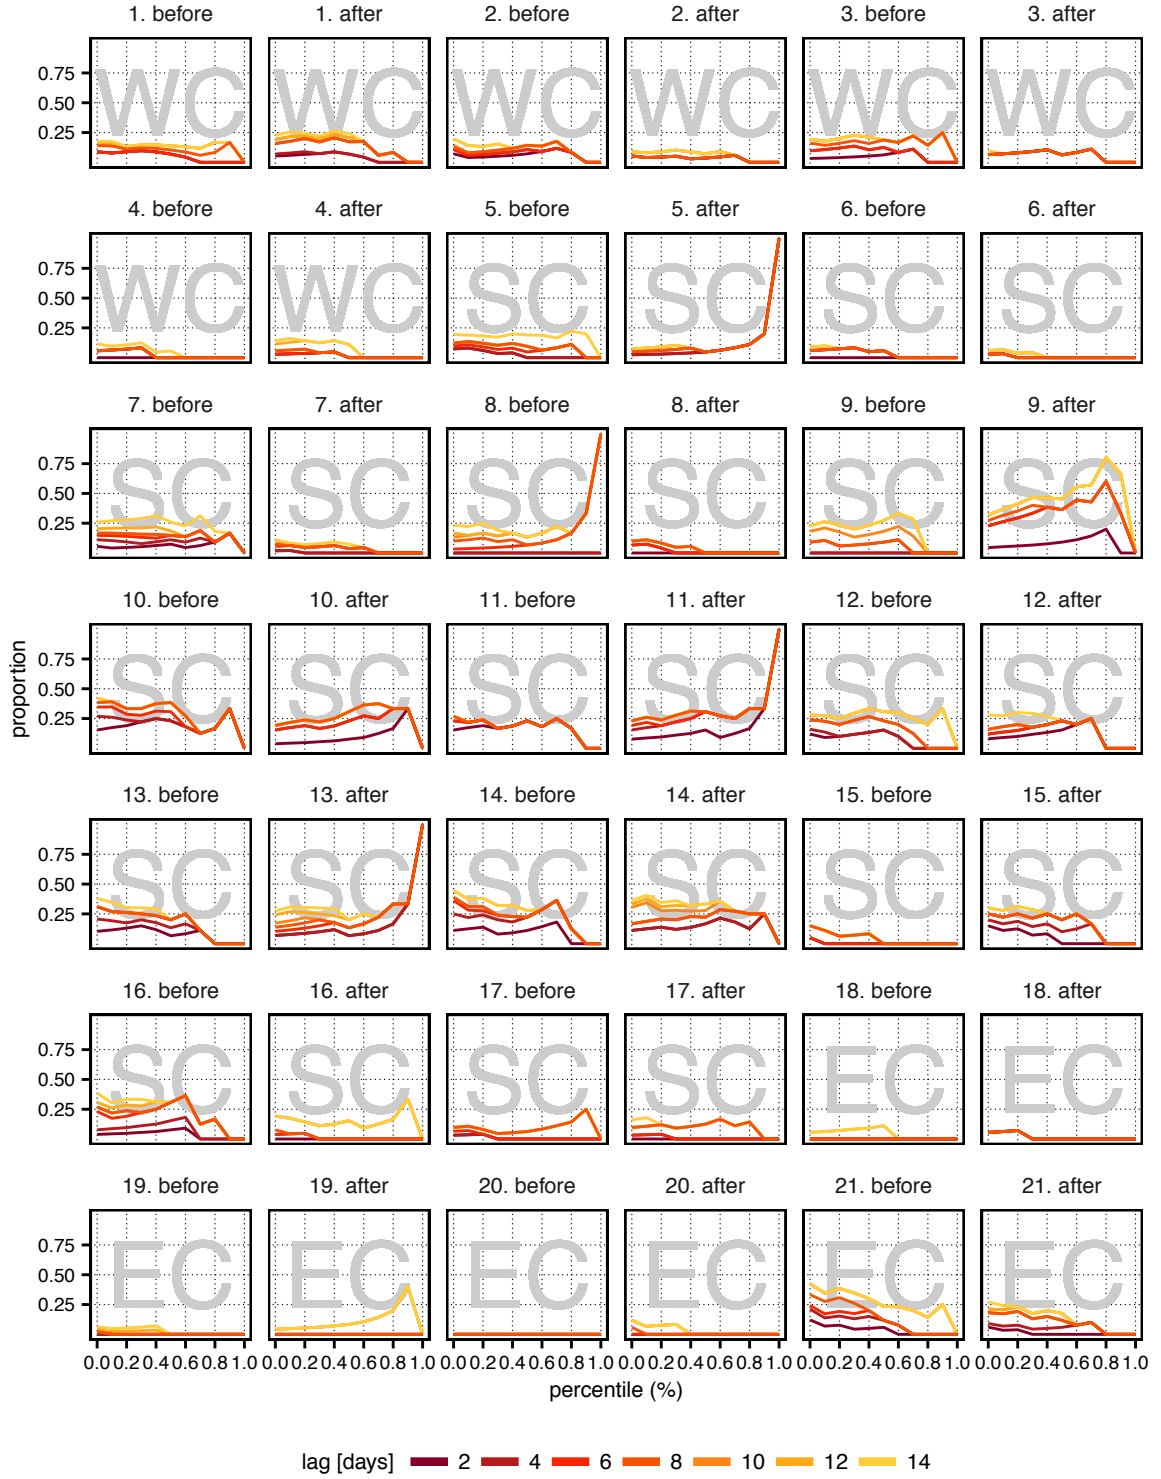 1. before 1. after 2. before 2. after 3. before 3. after
0.75 WC WC WC WC WC WC
0.50
0.25
4. before 4. after 5. before 5. after 6. before 6. after
0.75 WC WC SC SC SC SC
0.50
0.25
7. before 7. after 8. before 8. after 9. before 9. after
0.75 SC SC SC SC SC SC
0.50
0.25
10. before 10. after 11. before 11. after 12. before 12. after
0.75 SC SC SC SC SC SC
0.50
0.25
proportion
13. before 13. after 14. before 14. after 15. before 15. after
0.75 SC SC SC SC SC SC
0.50
0.25
16. before 16. after 17. before 17. after 18. before 18. after
0.75 SC SC SC SC EC EC
0.50
0.25
19. before 19. after 20. before 20. after 21. before 21. after
0.75 EC EC EC EC EC EC
0.50
0.25
0.0 0.2 0.4 0.6 0.8 1.0 0.0 0.2 0.4 0.6 0.8 1.0 0.0 0.2 0.4 0.6 0.8 1.0 0.0 0.2 0.4 0.6 0.8 1.0 0.0 0.2 0.4 0.6 0.8 1.0 0.0 0.2 0.4 0.6 0.8 1.0
percentile (%)
lag [days] 2 4 6 8 10 12 14